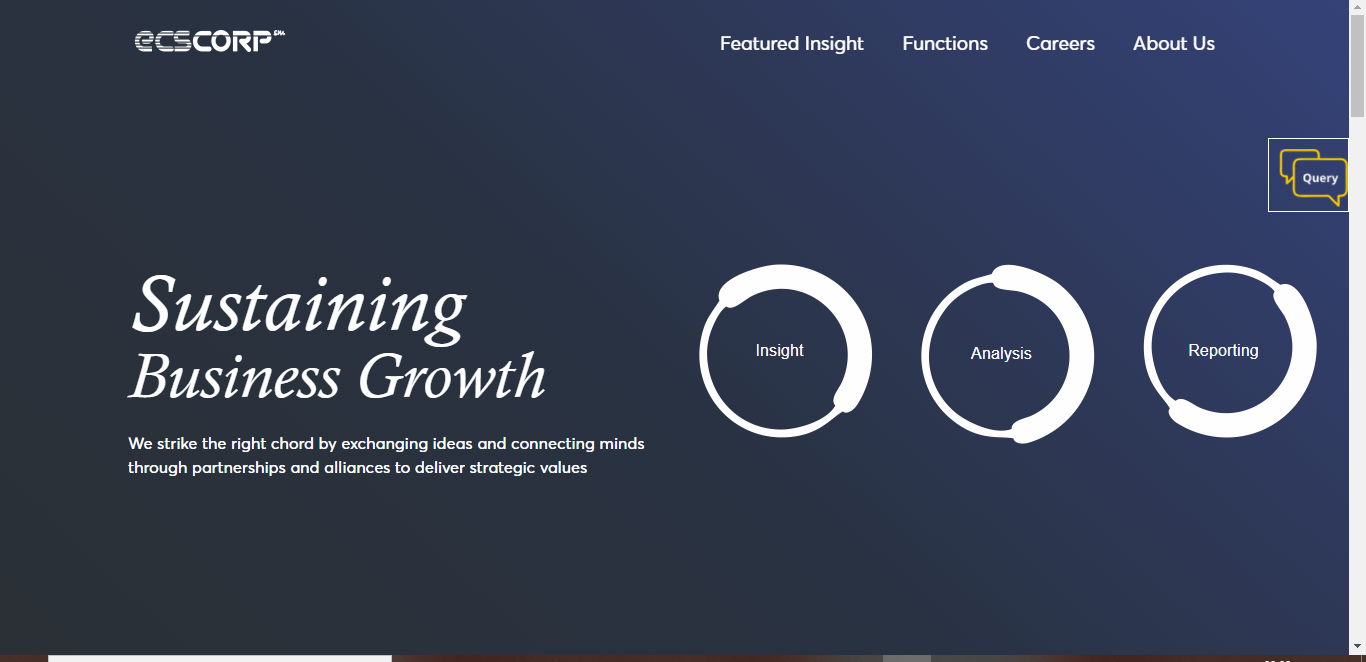 ecsCORP
Featured Insight Functions Careers About Us
Query
Sustaining
Business Growth
We strike the right chord by exchanging ideas and connecting minds
through partnerships and alliances to deliver strategic values
Insight
Analysis
Reporting